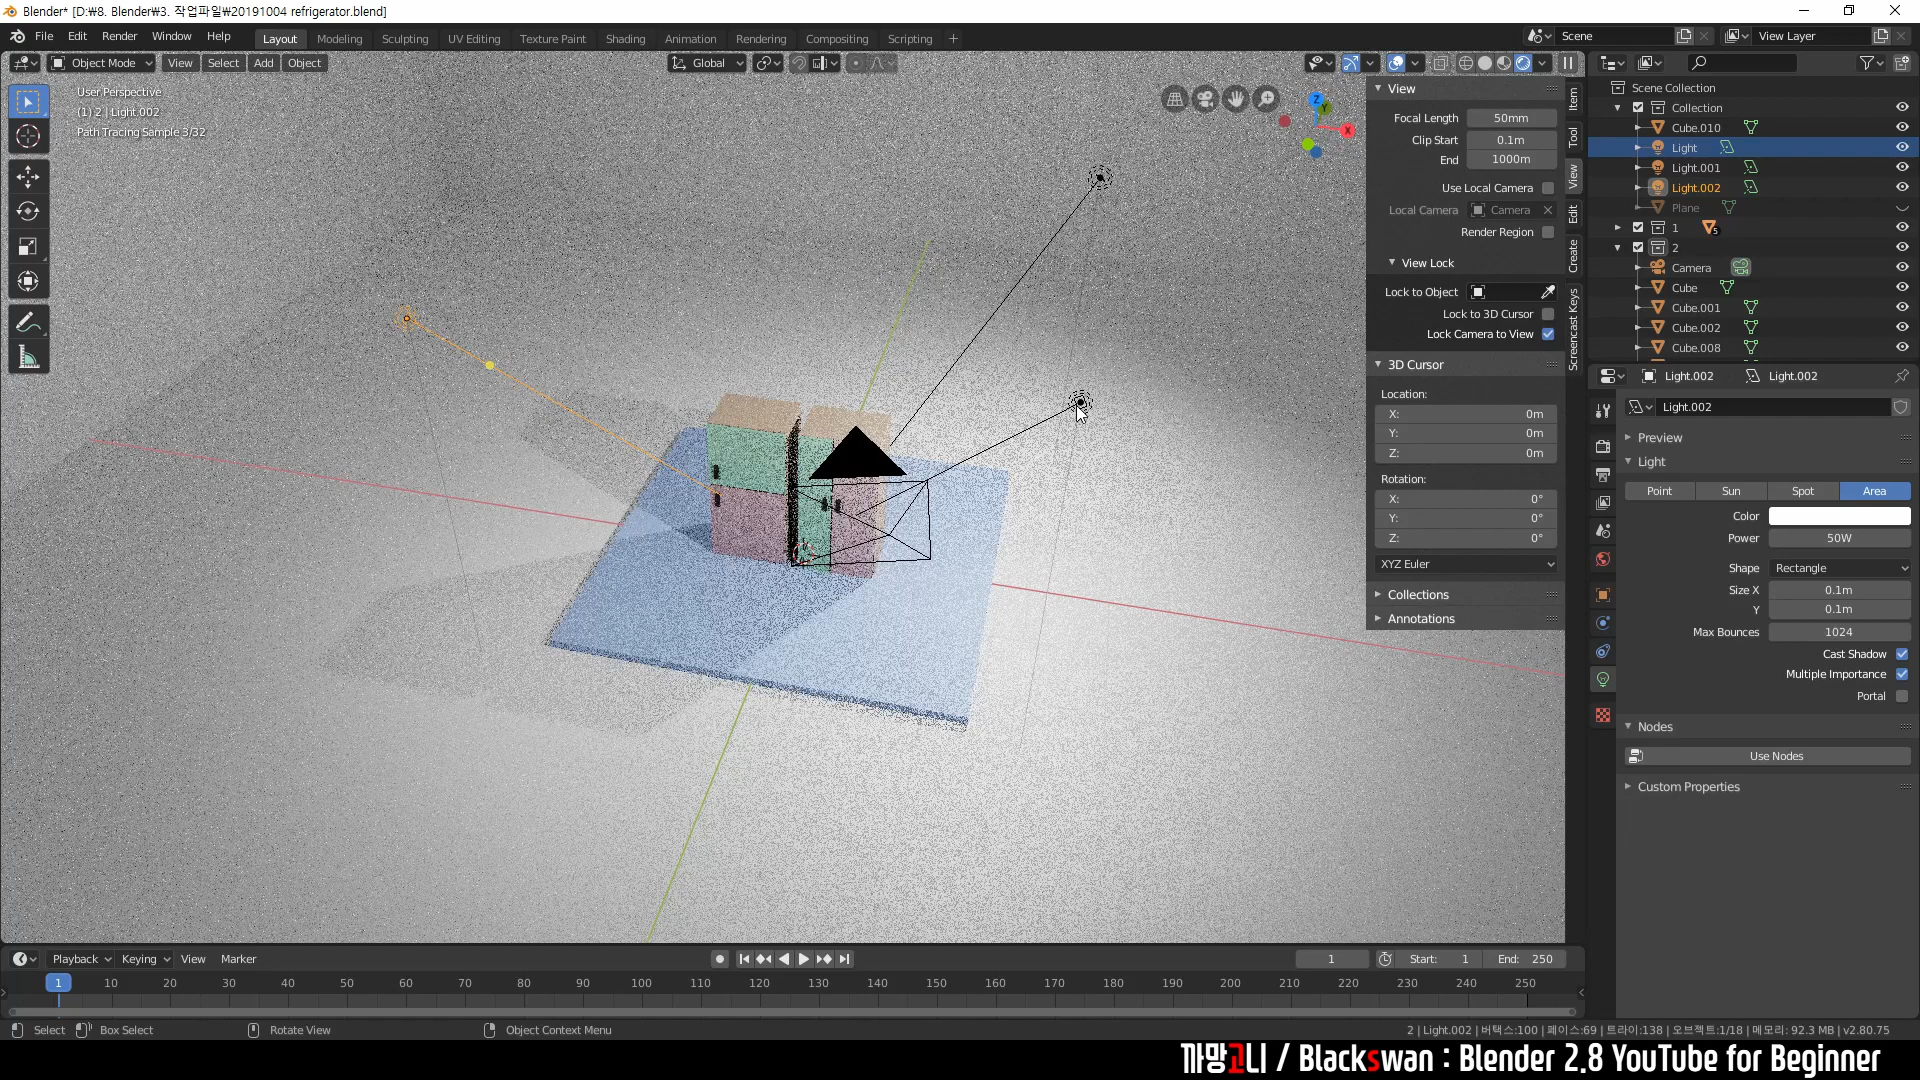 Blender* [D:₩8. Blender₩3. 작업파일₩20191004 refrigerator.blend]
File Edit Render Window Help Layout Modeling Sculpting UV Editing Texture Paint Shading Animation Rendering Compositing Scripting + Scene View Layer
Object Mode View Select Add Object Global
User Perspective
(1) 2 | Light.002
Path Tracing Sample 3/32
Z
Y
X
View
Focal Length 50mm
Clip Start 0.1m
End 1000m
Use Local Camera
Local Camera Camera
Render Region
View Lock
Lock to Object
Lock to 3D Cursor
Lock Camera to View
3D Cursor
Location:
X: 0m
Y: 0m
Z: 0m
Rotation:
X: 0°
Y: 0°
Z: 0°
XYZ Euler
Collections
Annotations
Item
Tool
View
Edit
Create
Screencast Keys
Scene Collection
Collection
Cube.010
Light
Light.001
Light.002
Plane
1 5
2
Camera
Cube
Cube.001
Cube.002
Cube.008
Light.002 Light.002
Light.002
Preview
Light
Point Sun Spot Area
Color
Power 50W
Shape Rectangle
Size X 0.1m
Y 0.1m
Max Bounces 1024
Cast Shadow
Multiple Importance
Portal
Nodes
Use Nodes
Custom Properties
Playback Keying View Marker 1 Start: 1 End: 250
1 10 20 30 40 50 60 70 80 90 100 110 120 130 140 150 160 170 180 190 200 210 220 230 240 250
Select Box Select Rotate View Object Context Menu 2 | Light.002 | 버텍스:100 | 페이스:69 | 트라이:138 | 오브젝트:1/18 | 메모리: 92.3 MB | v2.80.75
까망고니 / Blackswan : Blender 2.8 YouTube for Beginner